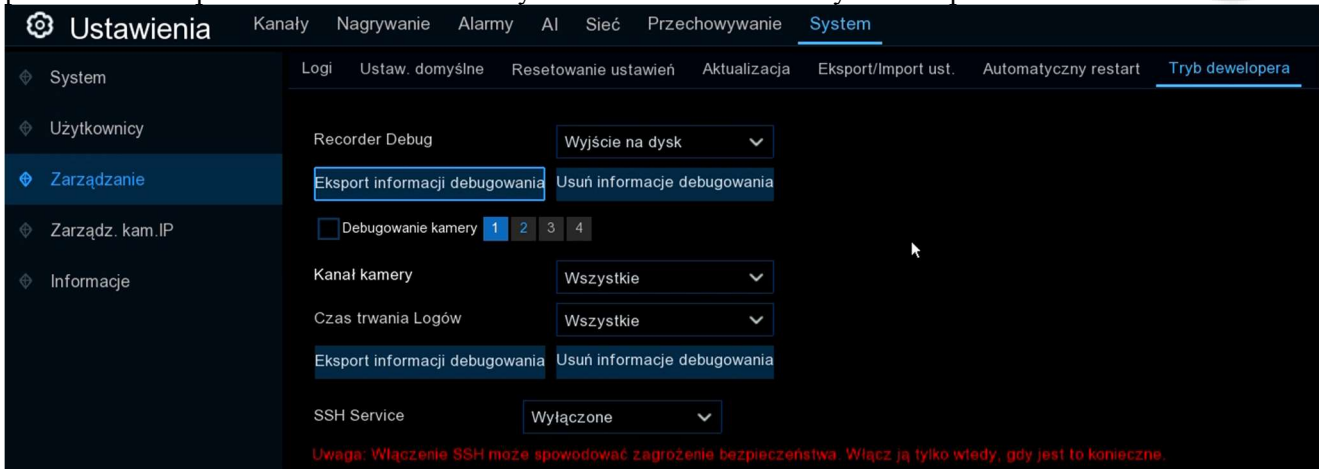 Ustawienia Kanały Nagrywanie Alarmy AI Sieć Przechowywanie System
System
Użytkownicy
Zarządzanie
Zarządz. kam.IP
Informacje
Logi Ustaw. domyślne Resetowanie ustawień Aktualizacja Eksport/Import ust. Automatyczny restart Tryb dewelopera
Recorder Debug Wyjście na dysk
Eksport informacji debugowania Usuń informacje debugowania
Debugowanie kamery 1 2 3 4
Kanał kamery Wszystkie
Czas trwania Logów Wszystkie
Eksport informacji debugowania Usuń informacje debugowania
SSH Service Wyłączone
Uwaga: Włączenie SSH może spowodować zagrożenie bezpieczeństwa. Włącz ją tylko wtedy, gdy jest to konieczne.